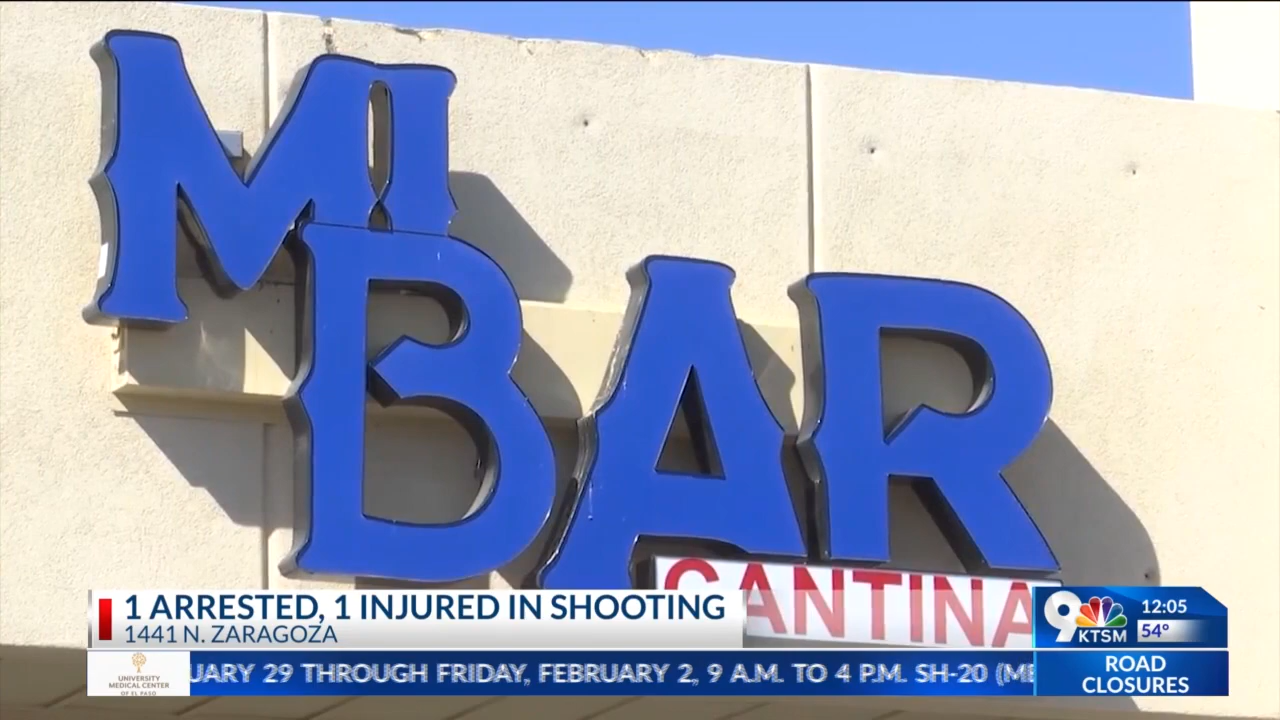 MI
BAR
CANTINA
1 ARRESTED, 1 INJURED IN SHOOTING
1441 N. ZARAGOZA
9
KTSM
12:05
54°
UNIVERSITY
MEDICAL CENTER
OF EL PASO
UARY 29 THROUGH FRIDAY, FEBRUARY 2, 9 A.M. TO 4 P.M. SH-20 (ME
ROAD
CLOSURES